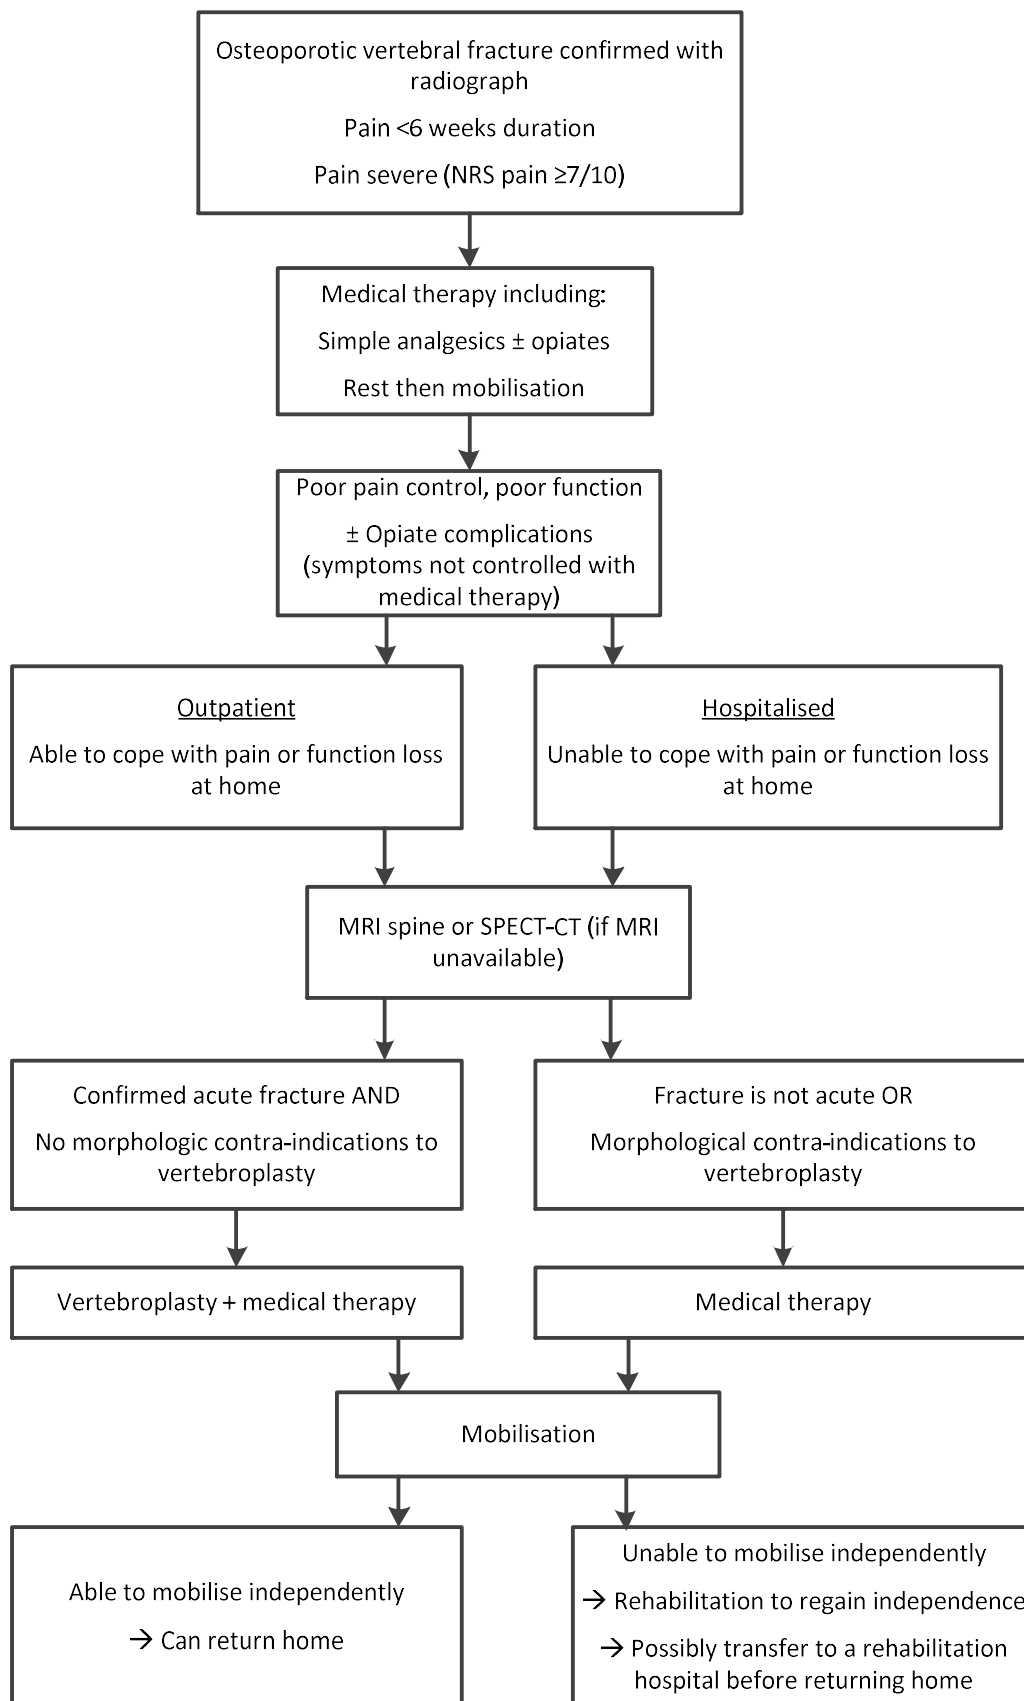 Osteoporotic vertebral fracture confirmed with
radiograph
Pain <6 weeks duration
Pain severe (NRS pain ≥7/10)
Medical therapy including:
Simple analgesics ± opiates
Rest then mobilisation
Poor pain control, poor function
± Opiate complications
(symptoms not controlled with
medical therapy)
Outpatient
Able to cope with pain or function loss
at home
Hospitalised
Unable to cope with pain or function loss
at home
MRI spine or SPECT-CT (if MRI
unavailable)
Confirmed acute fracture AND
No morphologic contra-indications to
vertebroplasty
Fracture is not acute OR
Morphological contra-indications to
vertebroplasty
Vertebroplasty + medical therapy
Medical therapy
Mobilisation
Able to mobilise independently
→ Can return home
Unable to mobilise independently
→ Rehabilitation to regain independence
→ Possibly transfer to a rehabilitation
hospital before returning home